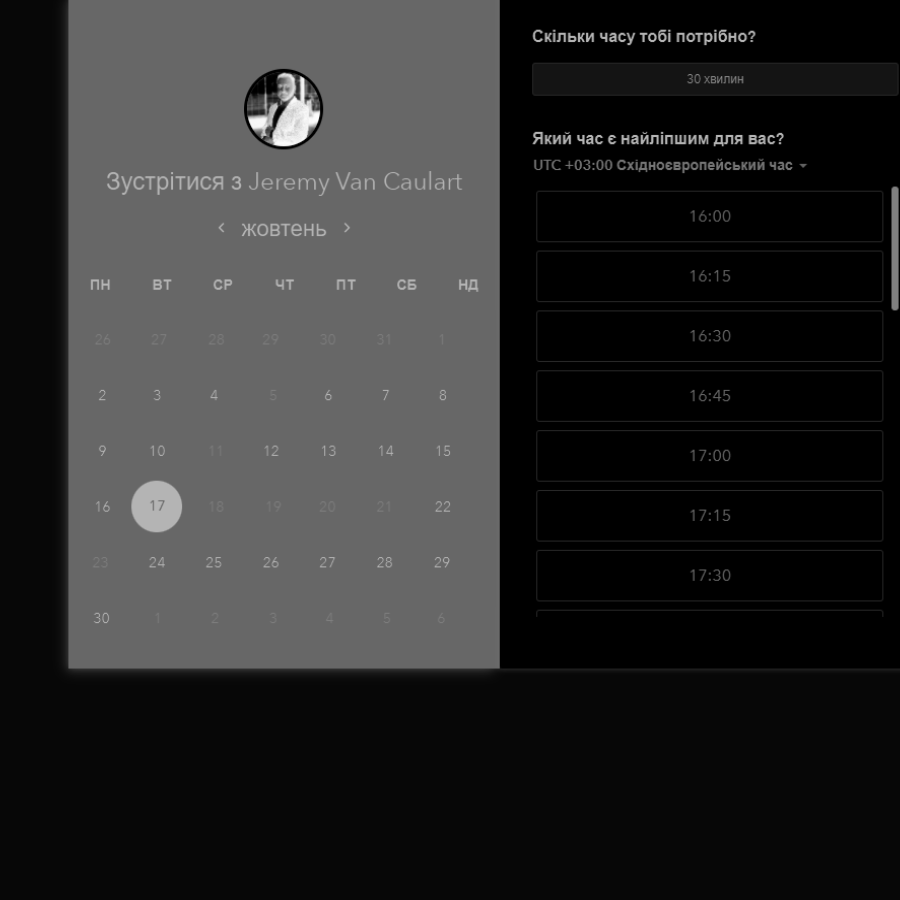 Зустрітися з Jeremy Van Caulart
жовтень
ПН ВТ СР ЧТ ПТ СБ НД
26 27 28 29 30 31 1
2 3 4 5 6 7 8
9 10 11 12 13 14 15
16 17 18 19 20 21 22
23 24 25 26 27 28 29
30 1 2 3 4 5 6
Скільки часу тобі потрібно?
30 хвилин
Який час є найліпшим для вас?
UTC +03:00 Східноєвропейський час
16:00
16:15
16:30
16:45
17:00
17:15
17:30